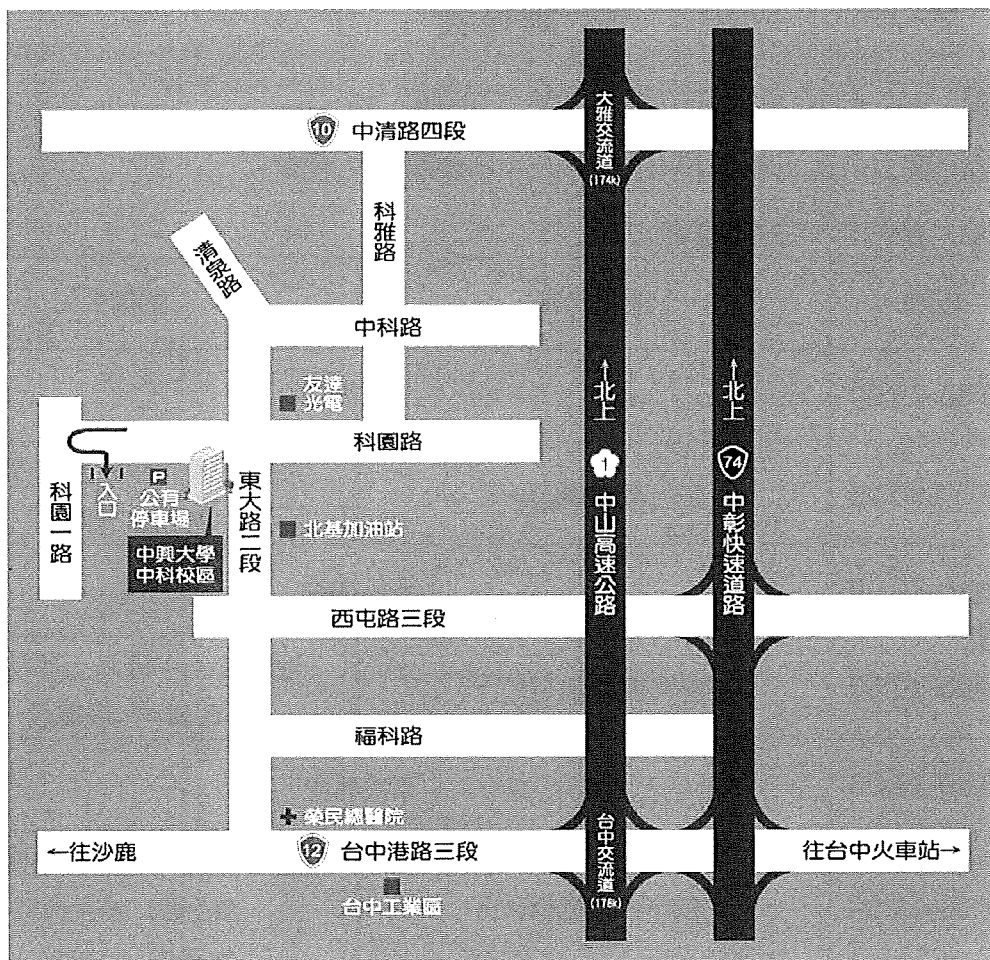 10 中清路四段
大雅交流道
(174k)
科雅路
清泉路
中科路
友達
光電
←北上
←北上
科園路
1 中山高速公路
74 中彰快速道路
科園一路
入口
P
公有
停車場
東大路二段
北基加油站
中興大學
中科校區
西屯路三段
福科路
榮民總醫院
←往沙鹿
12 台中港路三段
台中交流道
(178k)
往台中火車站→
台中工業區